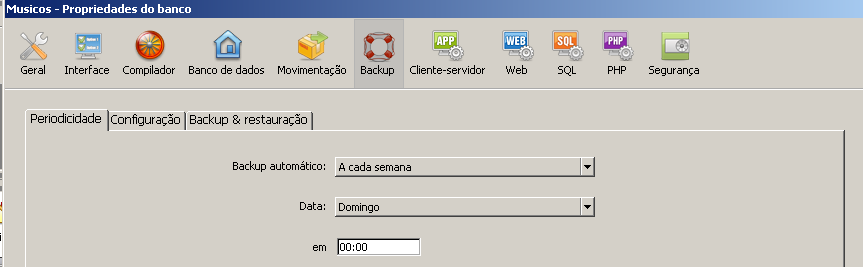 Musicos - Propriedades do banco
APP WEB SQL PHP
Geral Interface Compilador Banco de dados Movimentação Backup Cliente-servidor Web SQL PHP Segurança
Periodicidade Configuração Backup & restauração
Backup automático: A cada semana
Data: Domingo
em 00:00